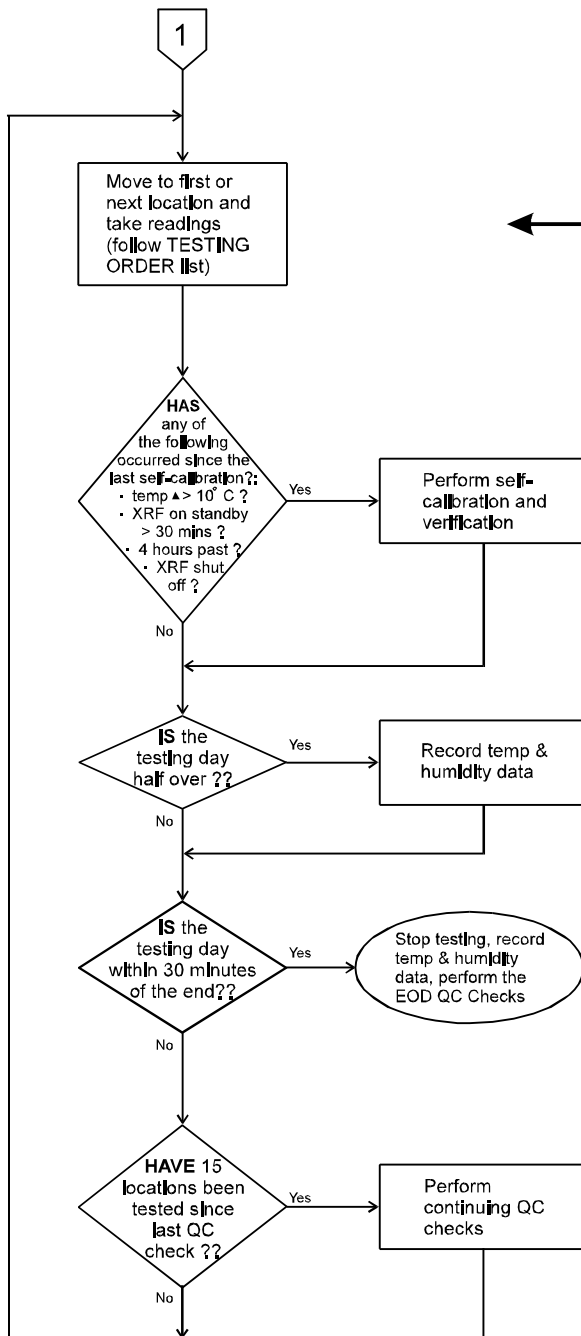 1
Move to first or
next location and
take readings
(follow TESTING
ORDER list)
HAS
any of
the following
occurred since the
last self-calibration?:
· temp ▲> 10° C ?
· XRF on standby
> 30 mins ?
· 4 hours past ?
· XRF shut
off ?
Yes
Perform self-
calibration and
verification
No
IS the
testing day
half over ??
Yes
Record temp &
humidity data
No
IS the
testing day
within 30 minutes
of the end??
Yes
Stop testing, record
temp & humidity
data, perform the
EOD QC Checks
No
HAVE 15
locations been
tested since
last QC
check ??
Yes
Perform
continuing QC
checks
No